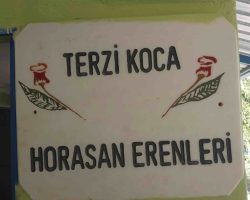 TERZİ KOCA
HORASAN ERENLERİ